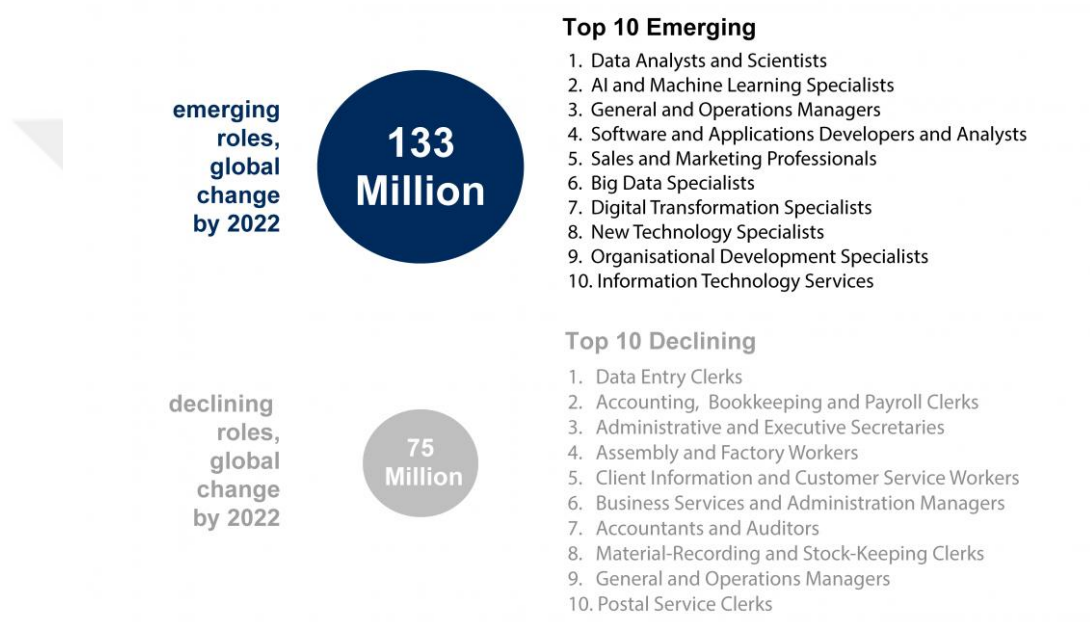 emerging
roles,
global
change
by 2022
133
Million
Top 10 Emerging
1. Data Analysts and Scientists
2. AI and Machine Learning Specialists
3. General and Operations Managers
4. Software and Applications Developers and Analysts
5. Sales and Marketing Professionals
6. Big Data Specialists
7. Digital Transformation Specialists
8. New Technology Specialists
9. Organisational Development Specialists
10. Information Technology Services
declining
roles,
global
change
by 2022
75
Million
Top 10 Declining
1. Data Entry Clerks
2. Accounting, Bookkeeping and Payroll Clerks
3. Administrative and Executive Secretaries
4. Assembly and Factory Workers
5. Client Information and Customer Service Workers
6. Business Services and Administration Managers
7. Accountants and Auditors
8. Material-Recording and Stock-Keeping Clerks
9. General and Operations Managers
10. Postal Service Clerks